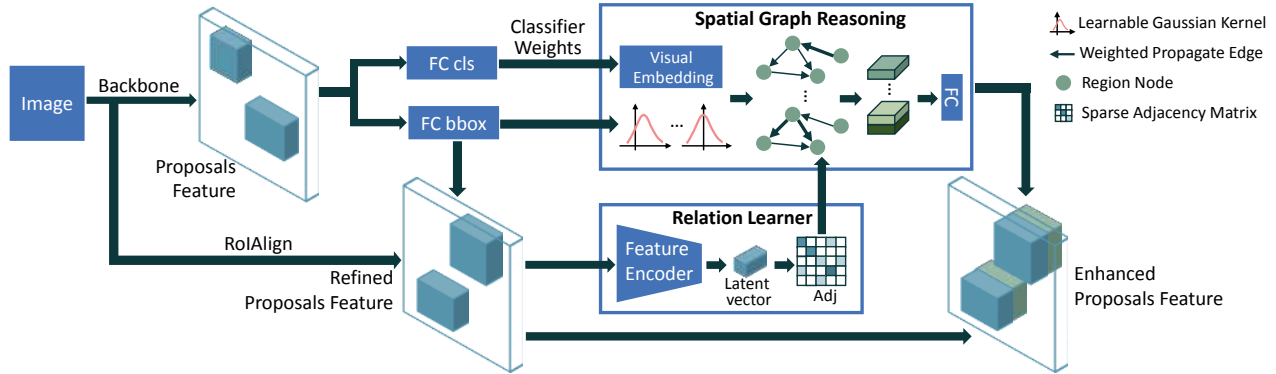 Image
Backbone
Proposals
Feature
FC cls
FC bbox
Classifier
Weights
Spatial Graph Reasoning
Visual
Embedding
...
...
...
FC
Learnable Gaussian Kernel
Weighted Propagate Edge
Region Node
Sparse Adjacency Matrix
RoIAlign
Refined
Proposals Feature
Relation Learner
Feature
Encoder
Latent
vector
Adj
Enhanced
Proposals Feature